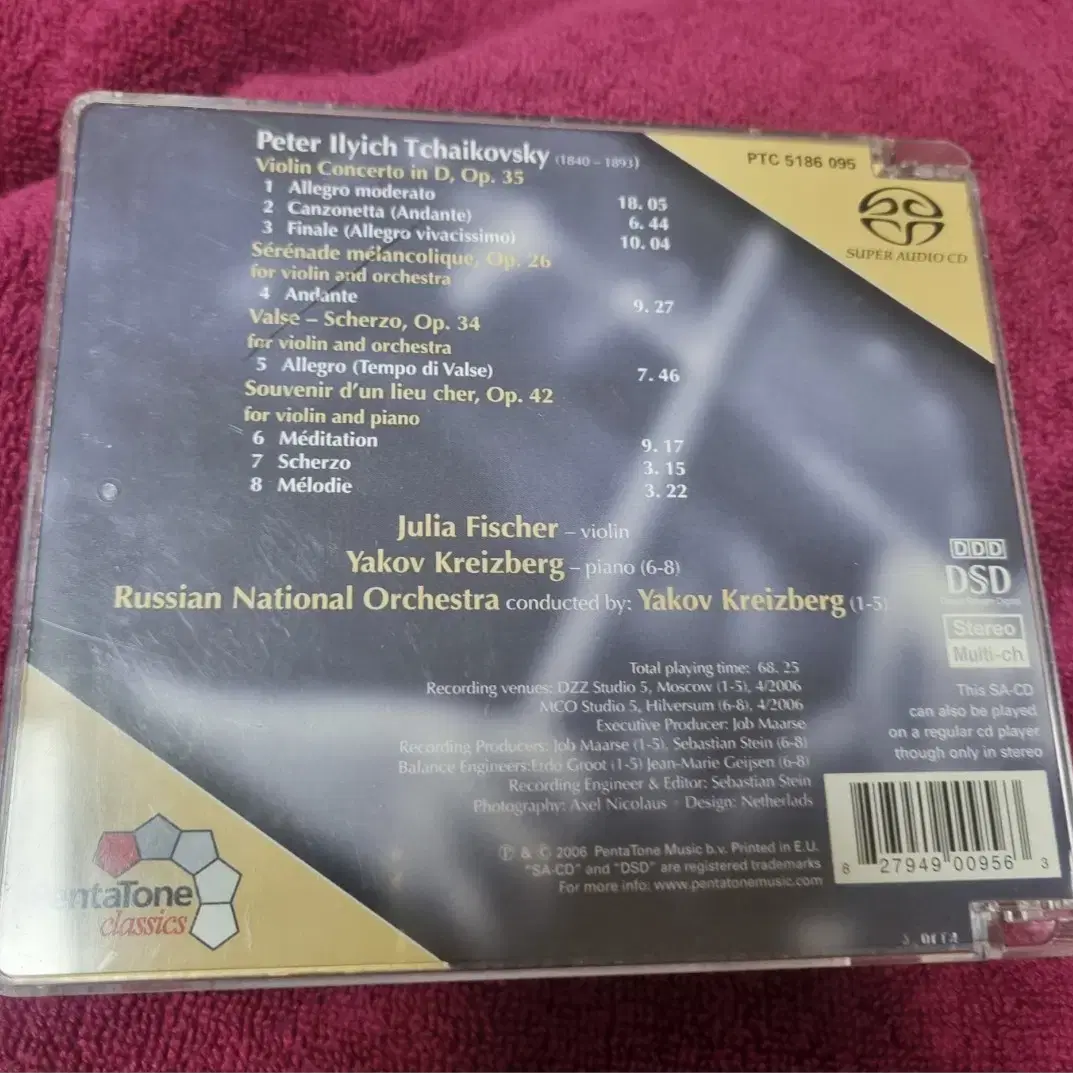 Peter Ilyich Tchaikovsky (1840 – 1893)
Violin Concerto in D, Op. 35
1 Allegro moderato 18. 05
2 Canzonetta (Andante) 6. 44
3 Finale (Allegro vivacissimo) 10. 04
Sérénade mélancolique, Op. 26
for violin and orchestra
4 Andante 9. 27
Valse – Scherzo, Op. 34
for violin and orchestra
5 Allegro (Tempo di Valse) 7. 46
Souvenir d'un lieu cher, Op. 42
for violin and piano
6 Méditation 9. 17
7 Scherzo 3. 15
8 Mélodie 3. 22
Julia Fischer – violin
Yakov Kreizberg – piano (6-8)
Russian National Orchestra conducted by: Yakov Kreizberg (1-5)
Total playing time: 68. 25
Recording venues: DZZ Studio 5, Moscow (1-5), 4/2006
MCO Studio 5, Hilversum (6-8), 4/2006
Executive Producer: Job Maarse
Recording Producers: Job Maarse (1-5), Sebastian Stein (6-8)
Balance Engineers:Erdo Groot (1-5) Jean-Marie Geijsen (6-8)
Recording Engineer & Editor: Sebastian Stein
Photography: Axel Nicolaus · Design: Netherlads
Ⓟ & © 2006 PentaTone Music b.v. Printed in E.U.
"SA-CD" and "DSD" are registered trademarks
For more info: www.pentatonemusic.com
PTC 5186 095
SUPER AUDIO CD
DDD
DSD
Direct Stream Digital
Stereo
Multi-ch
This SA-CD
can also be played
on a regular cd player
though only in stereo
8 27949 00956 3
entaTone
classics